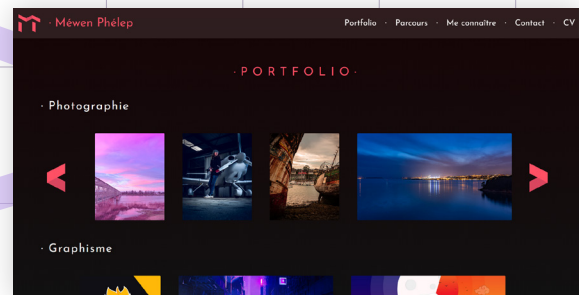 · Méwen Phélep
Portfolio · Parcours · Me connaître · Contact · CV
· PORTFOLIO ·
· Photographie
· Graphisme